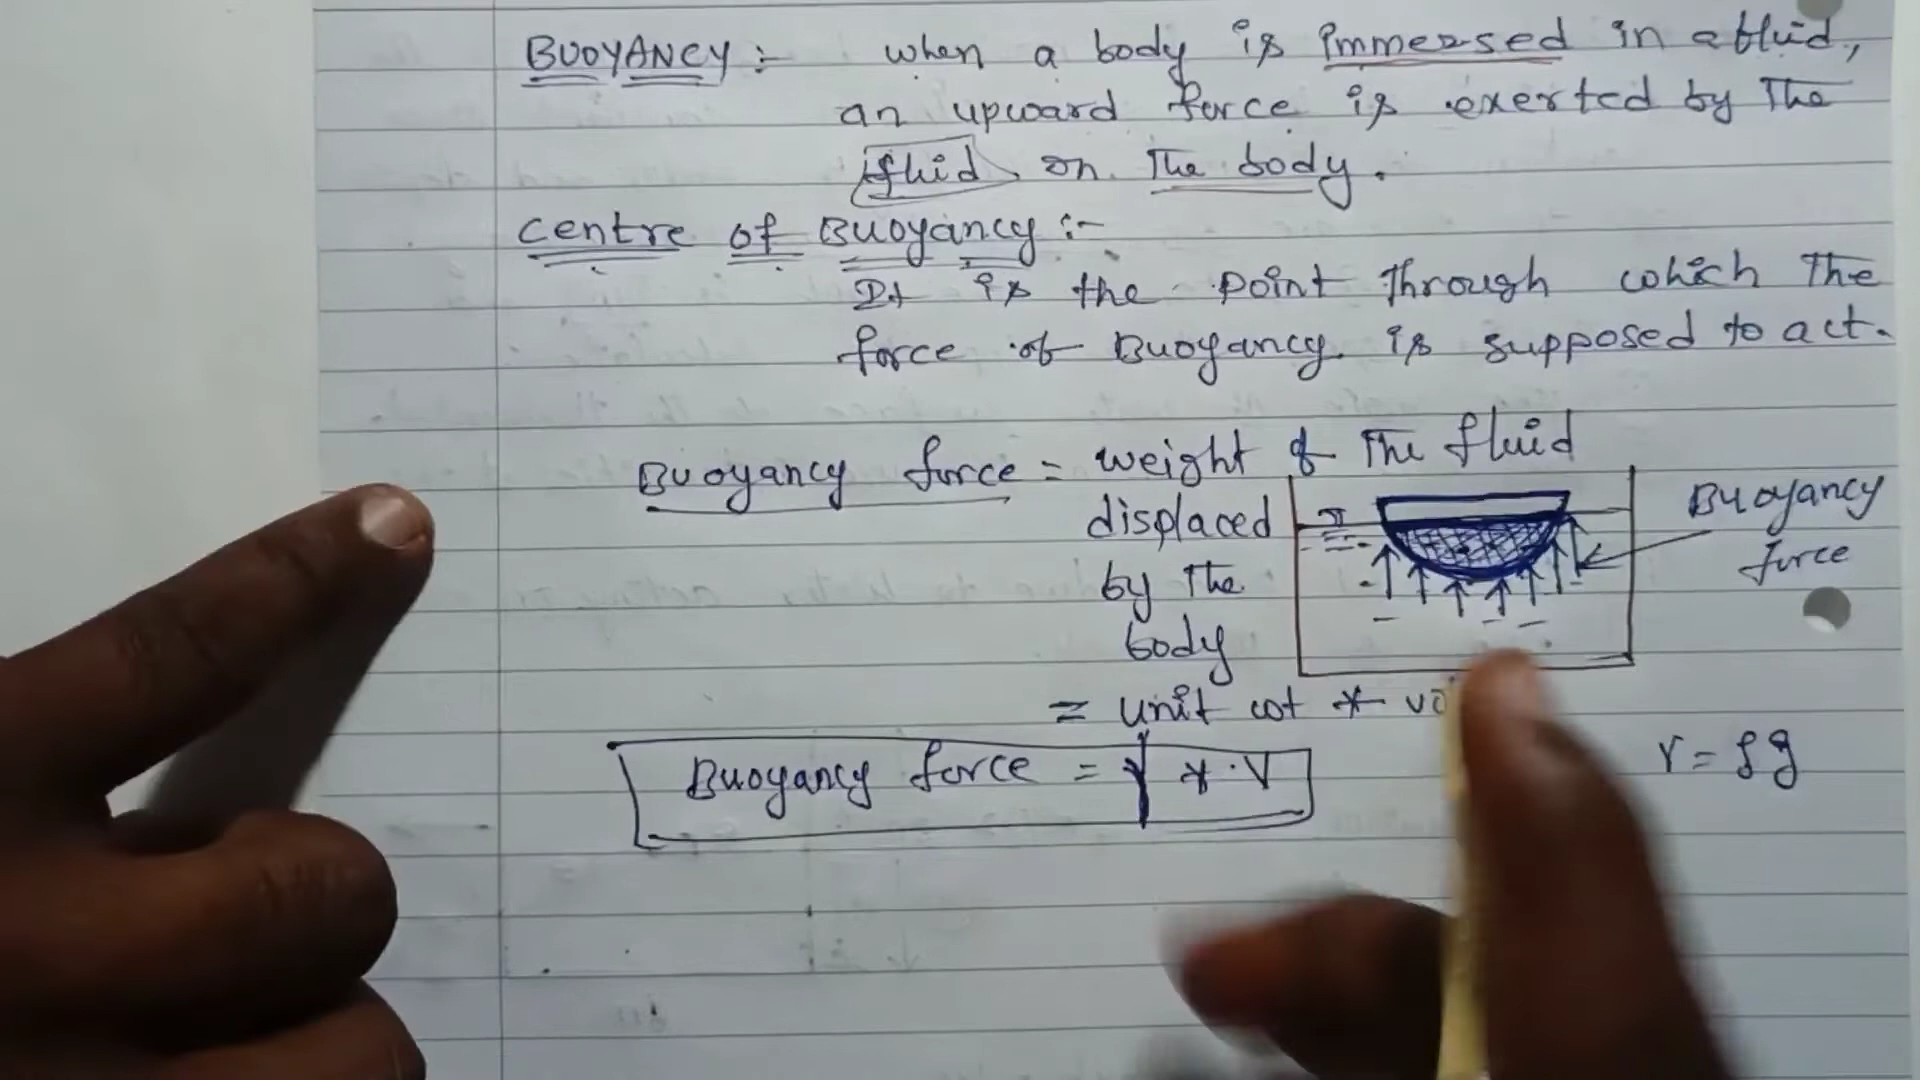 BUOYANCY :- when a body is immersed in a fluid,
an upward force is exerted by The
fluid on The body.
Centre of Buoyancy :-
It is the point through which The
force of Buoyancy is supposed to act.
Buoyancy force = weight of The fluid
displaced
by The
body
Buoyancy
force
= unit wt *
Buoyancy force = γ * V
γ = ρg